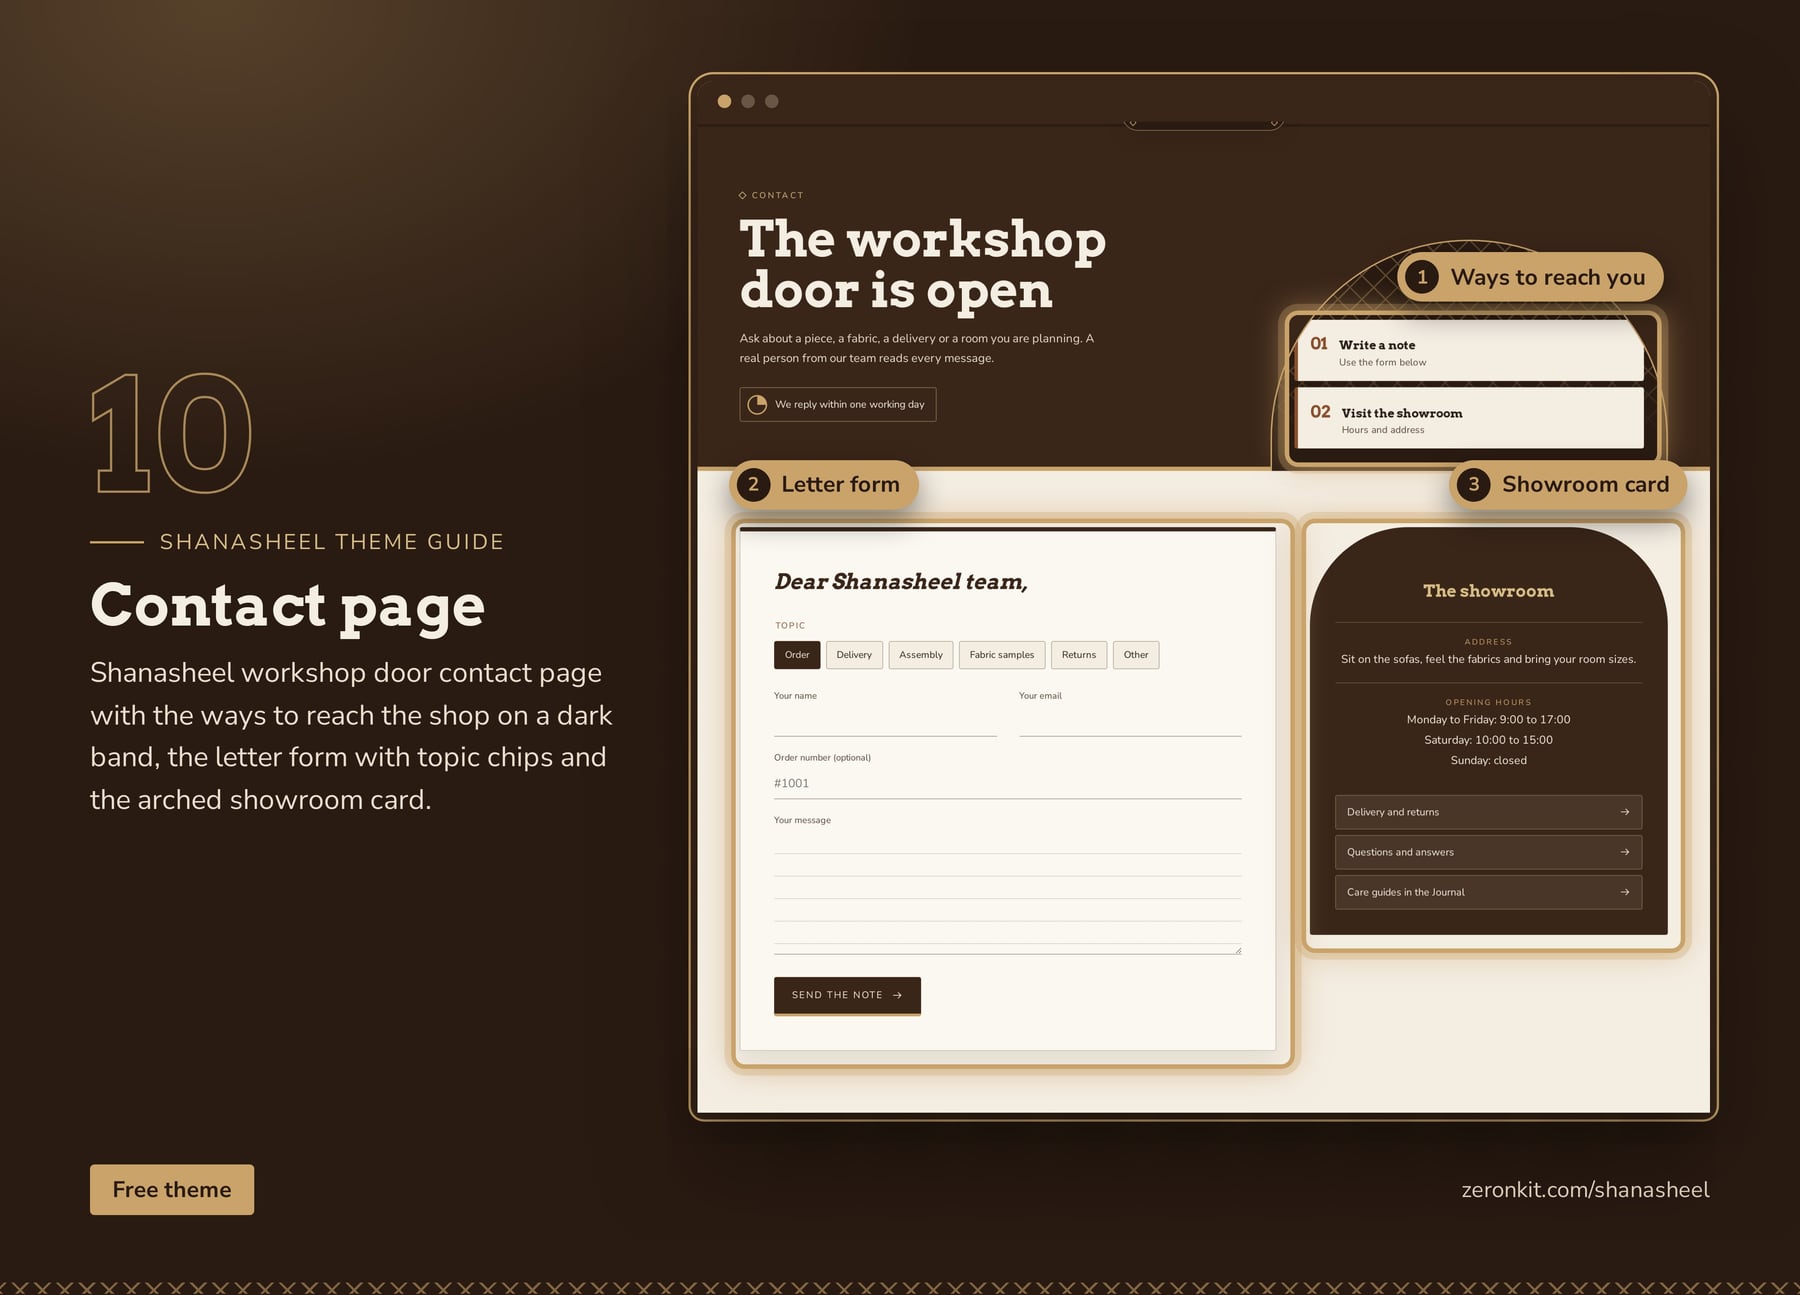 10
SHANASHEEL THEME GUIDE
Contact page
Shanasheel workshop door contact page
with the ways to reach the shop on a dark
band, the letter form with topic chips and
the arched showroom card.
Free theme
CONTACT
The workshop
door is open
Ask about a piece, a fabric, a delivery or a room you are planning. A
real person from our team reads every message.
We reply within one working day
1 Ways to reach you
01 Write a note
Use the form below
02 Visit the showroom
Hours and address
2 Letter form
Dear Shanasheel team,
TOPIC
Order Delivery Assembly Fabric samples Returns Other
Your name Your email
Order number (optional)
#1001
Your message
SEND THE NOTE →
3 Showroom card
The showroom
ADDRESS
Sit on the sofas, feel the fabrics and bring your room sizes.
OPENING HOURS
Monday to Friday: 9:00 to 17:00
Saturday: 10:00 to 15:00
Sunday: closed
Delivery and returns →
Questions and answers →
Care guides in the Journal →
zeronkit.com/shanasheel